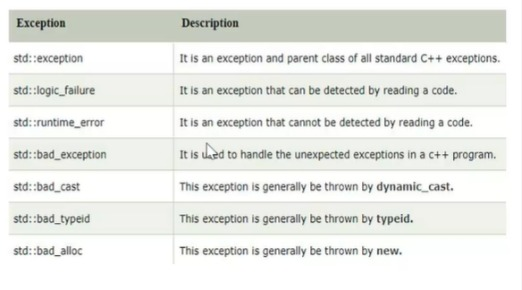 Exception Description
std::exception It is an exception and parent class of all standard C++ exceptions.
std::logic_failure It is an exception that can be detected by reading a code.
std::runtime_error It is an exception that cannot be detected by reading a code.
std::bad_exception It is used to handle the unexpected exceptions in a c++ program.
std::bad_cast This exception is generally be thrown by dynamic_cast.
std::bad_typeid This exception is generally be thrown by typeid.
std::bad_alloc This exception is generally be thrown by new.